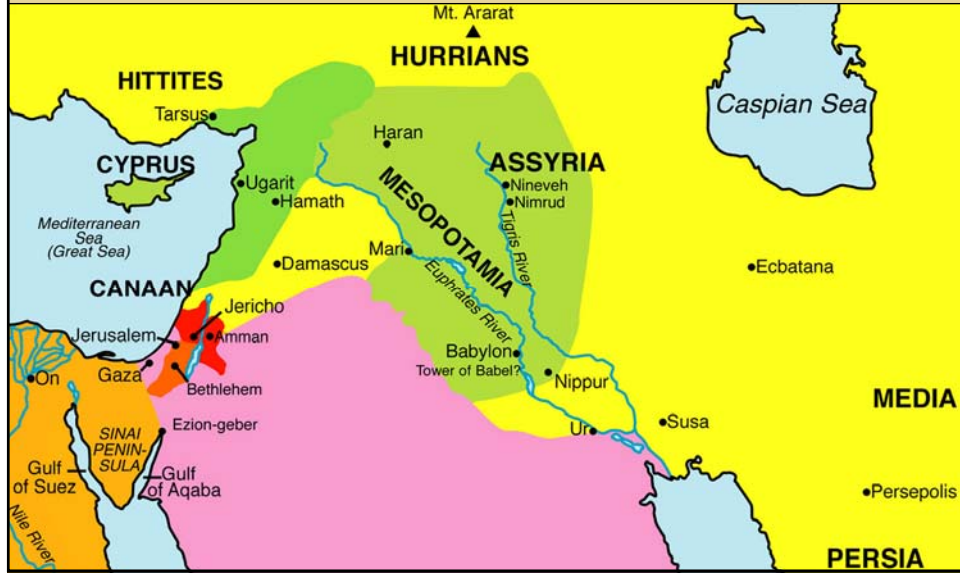 Mt. Ararat
HURRIANS
HITTITES
Tarsus
Caspian Sea
Haran
CYPRUS
ASSYRIA
Ugarit
Nineveh
Nimrud
Hamath
MESOPOTAMIA
Tigris River
Mediterranean
Sea
(Great Sea)
Mari
Damascus
Ecbatana
Euphrates River
CANAAN
Jericho
Jerusalem
Amman
Babylon
Tower of Babel?
Gaza
Bethlehem
Nippur
On
MEDIA
Ezion-geber
Ur
Susa
SINAI
PENIN-
SULA
Gulf
of Suez
Gulf
of Aqaba
Persepolis
Nile River
PERSIA